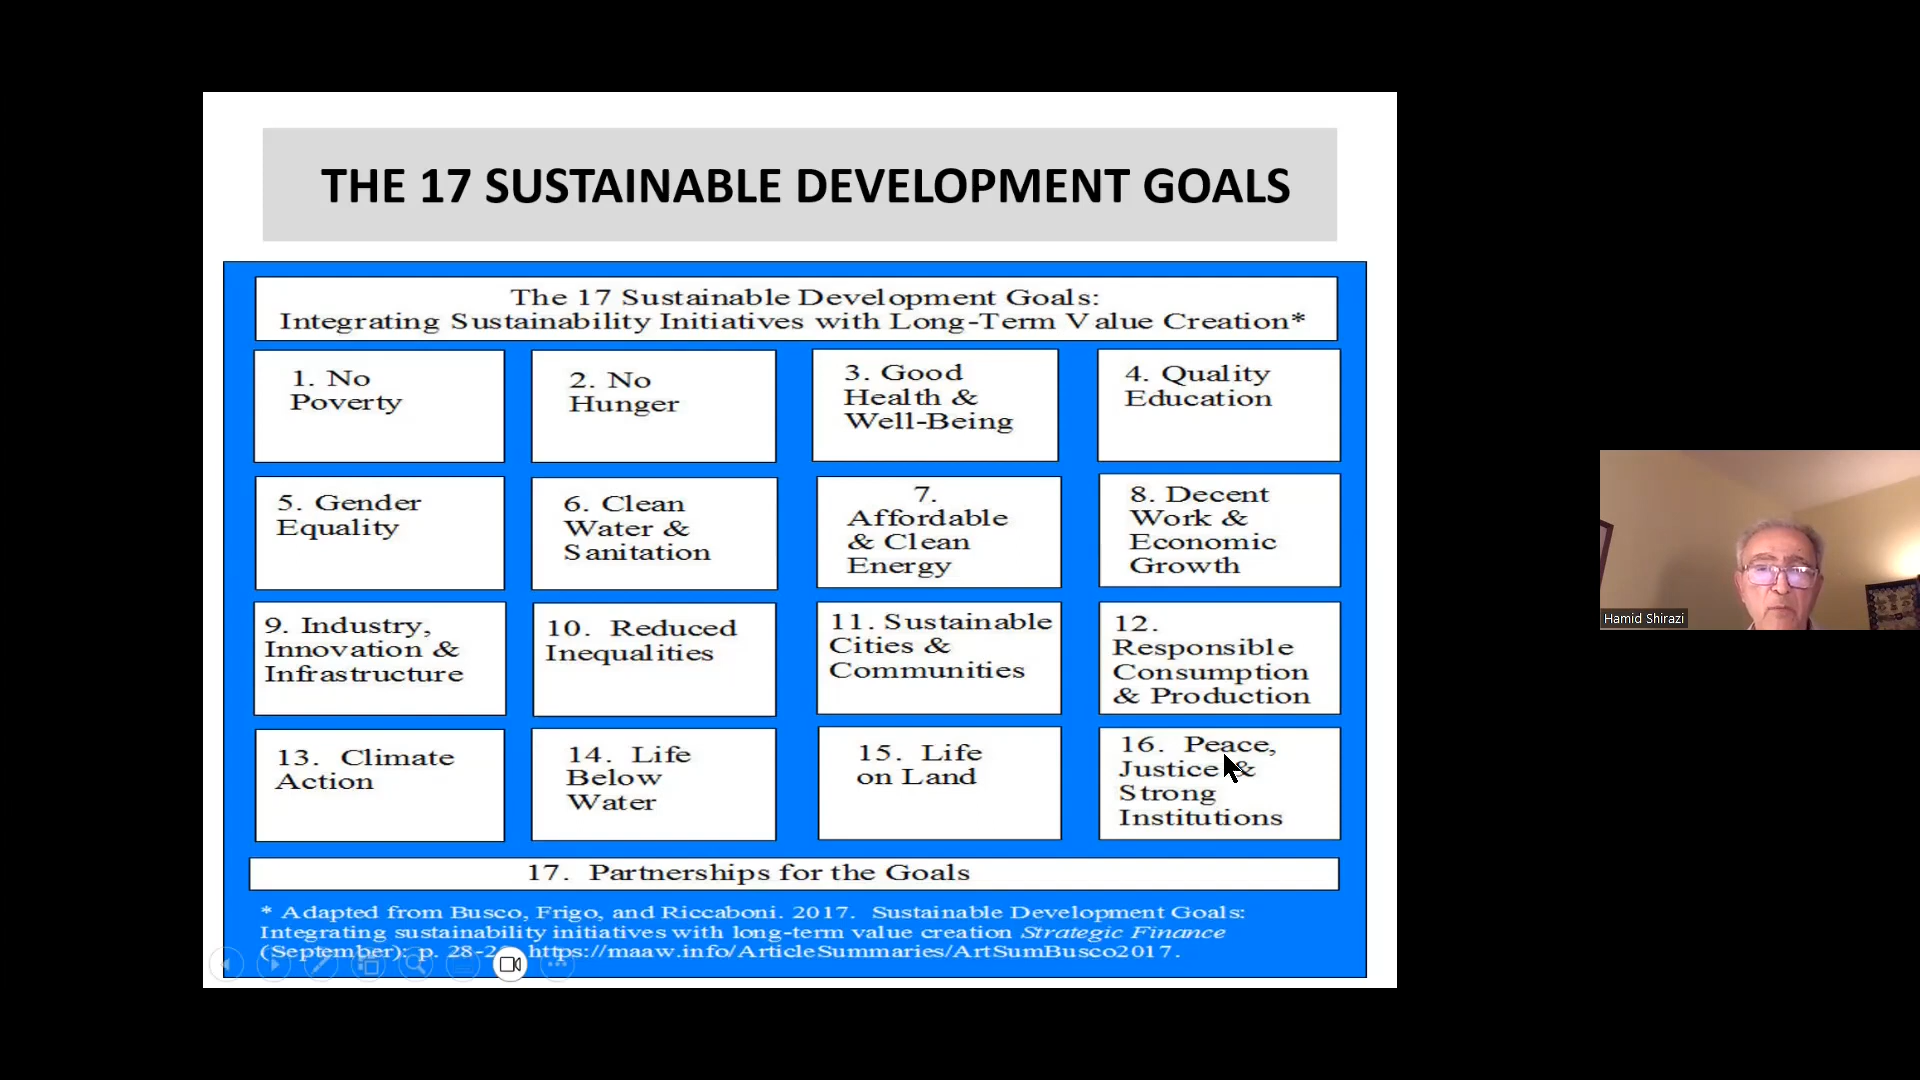 THE 17 SUSTAINABLE DEVELOPMENT GOALS
The 17 Sustainable Development Goals:
Integrating Sustainability Initiatives with Long-Term Value Creation*
1. No
Poverty
2. No
Hunger
3. Good
Health &
Well-Being
4. Quality
Education
5. Gender
Equality
6. Clean
Water &
Sanitation
7.
Affordable
& Clean
Energy
8. Decent
Work &
Economic
Growth
9. Industry,
Innovation &
Infrastructure
10. Reduced
Inequalities
11. Sustainable
Cities &
Communities
12.
Responsible
Consumption
& Production
13. Climate
Action
14. Life
Below
Water
15. Life
on Land
16. Peace,
Justice &
Strong
Institutions
17. Partnerships for the Goals
* Adapted from Busco, Frigo, and Riccaboni. 2017. Sustainable Development Goals:
Integrating sustainability initiatives with long-term value creation Strategic Finance
(September): p. https://maaw.info/ArticleSummaries/ArtSumBusco2017.
Hamid Shirazi